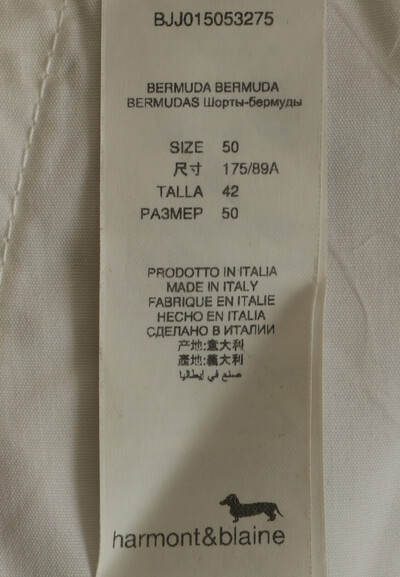 BJJ015053275
BERMUDA BERMUDA
BERMUDAS Шорты-бермуды
SIZE 50
尺寸 175/89A
TALLA 42
РАЗМЕР 50
PRODOTTO IN ITALIA
MADE IN ITALY
FABRIQUE EN ITALIE
HECHO EN ITALIA
СДЕЛАНО В ИТАЛИИ
产地:意大利
產地:義大利
صنع في إيطاليا
harmont&blaine